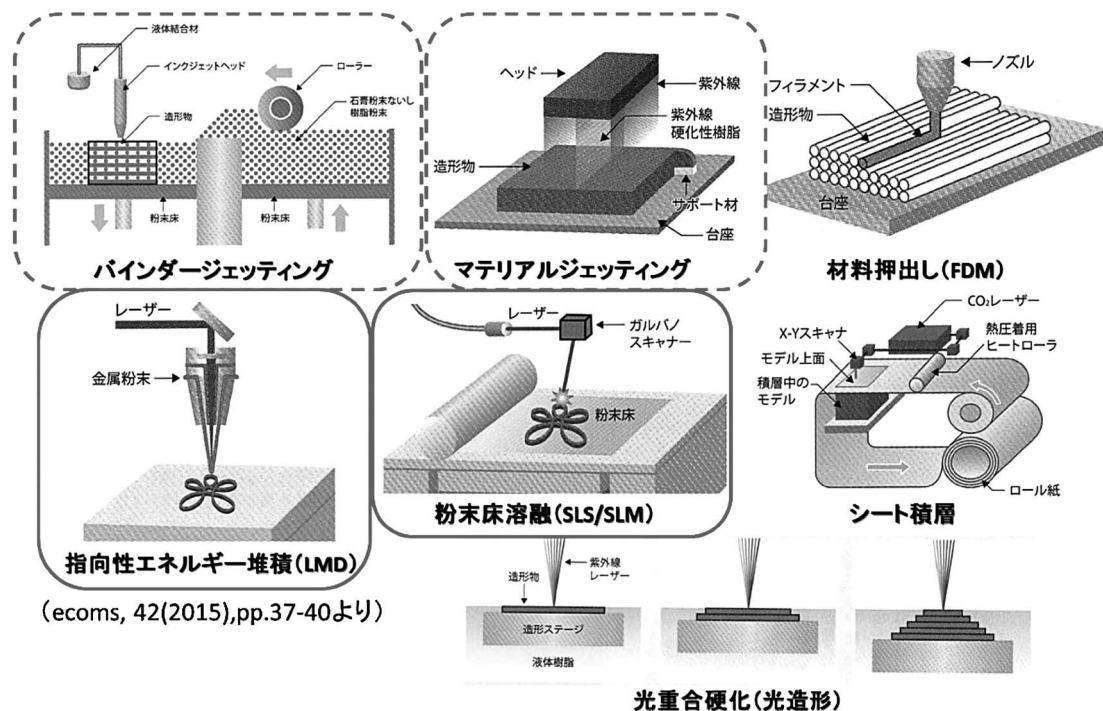 液体結合材
インクジェットヘッド
ローラー
造形物
石膏粉末ないし
樹脂粉末
粉末床
粉末床
バインダージェッティング
ヘッド
紫外線
紫外線
硬化性樹脂
造形物
サポート材
台座
マテリアルジェッティング
ノズル
フィラメント
造形物
台座
材料押出し(FDM)
レーザー
金属粉末
指向性エネルギー堆積(LMD)
レーザー
ガルバノ
スキャナー
粉末床
粉末床溶融(SLS/SLM)
CO₂レーザー
X-Yスキャナ
熱圧着用
ヒートローラ
モデル上面
積層中の
モデル
ロール紙
シート積層
(ecoms, 42(2015),pp.37-40より)
造形物
紫外線
レーザー
造形ステージ
液体樹脂
光重合硬化(光造形)